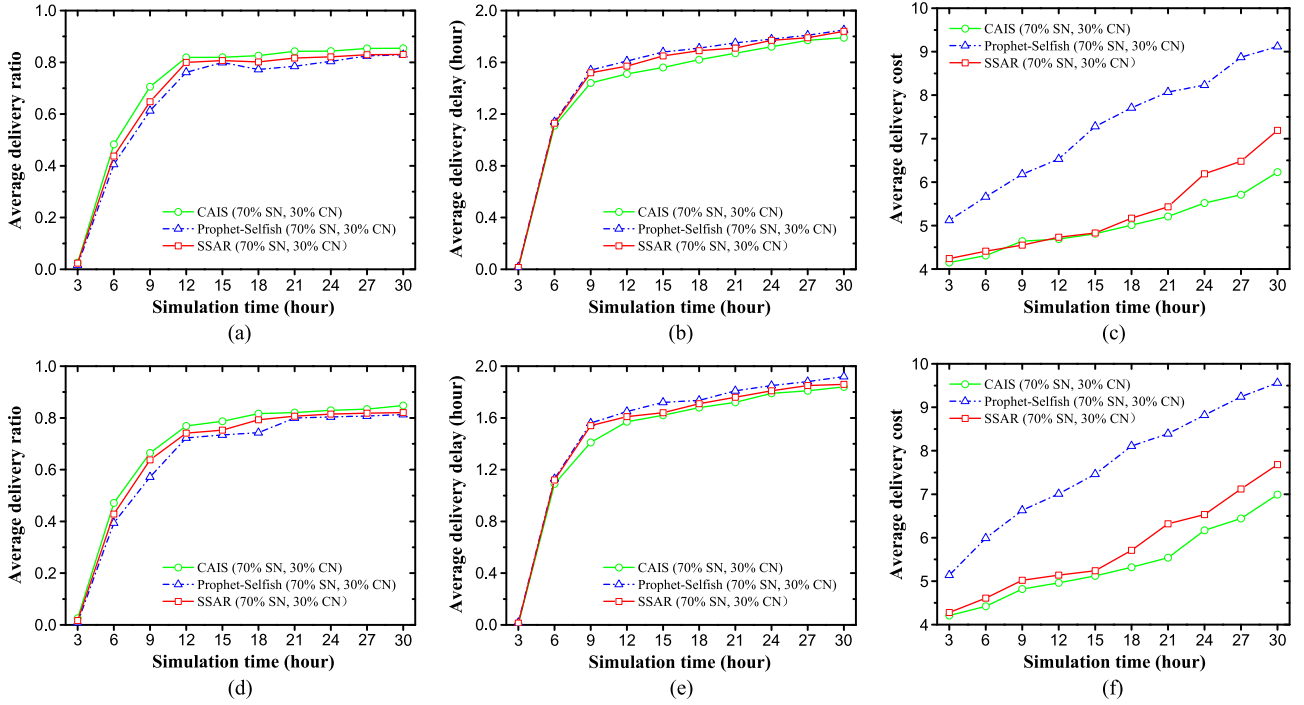 Average delivery ratio
1.0
0.8
0.6
0.4
0.2
0.0
CAIS (70% SN, 30% CN)
Prophet-Selfish (70% SN, 30% CN)
SSAR (70% SN, 30% CN）
3 6 9 12 15 18 21 24 27 30
Simulation time (hour)
(a)
Average delivery delay (hour)
2.0
1.6
1.2
0.8
0.4
0.0
CAIS (70% SN, 30% CN)
Prophet-Selfish (70% SN, 30% CN)
SSAR (70% SN, 30% CN）
3 6 9 12 15 18 21 24 27 30
Simulation time (hour)
(b)
Average delivery cost
10
9
8
7
6
5
4
CAIS (70% SN, 30% CN)
Prophet-Selfish (70% SN, 30% CN)
SSAR (70% SN, 30% CN）
3 6 9 12 15 18 21 24 27 30
Simulation time (hour)
(c)
Average delivery ratio
1.0
0.8
0.6
0.4
0.2
0.0
CAIS (70% SN, 30% CN)
Prophet-Selfish (70% SN, 30% CN)
SSAR (70% SN, 30% CN）
3 6 9 12 15 18 21 24 27 30
Simulation time (hour)
(d)
Average delivery delay (hour)
2.0
1.6
1.2
0.8
0.4
0.0
CAIS (70% SN, 30% CN)
Prophet-Selfish (70% SN, 30% CN)
SSAR (70% SN, 30% CN）
3 6 9 12 15 18 21 24 27 30
Simulation time (hour)
(e)
Average delivery cost
10
9
8
7
6
5
4
CAIS (70% SN, 30% CN)
Prophet-Selfish (70% SN, 30% CN)
SSAR (70% SN, 30% CN）
3 6 9 12 15 18 21 24 27 30
Simulation time (hour)
(f)